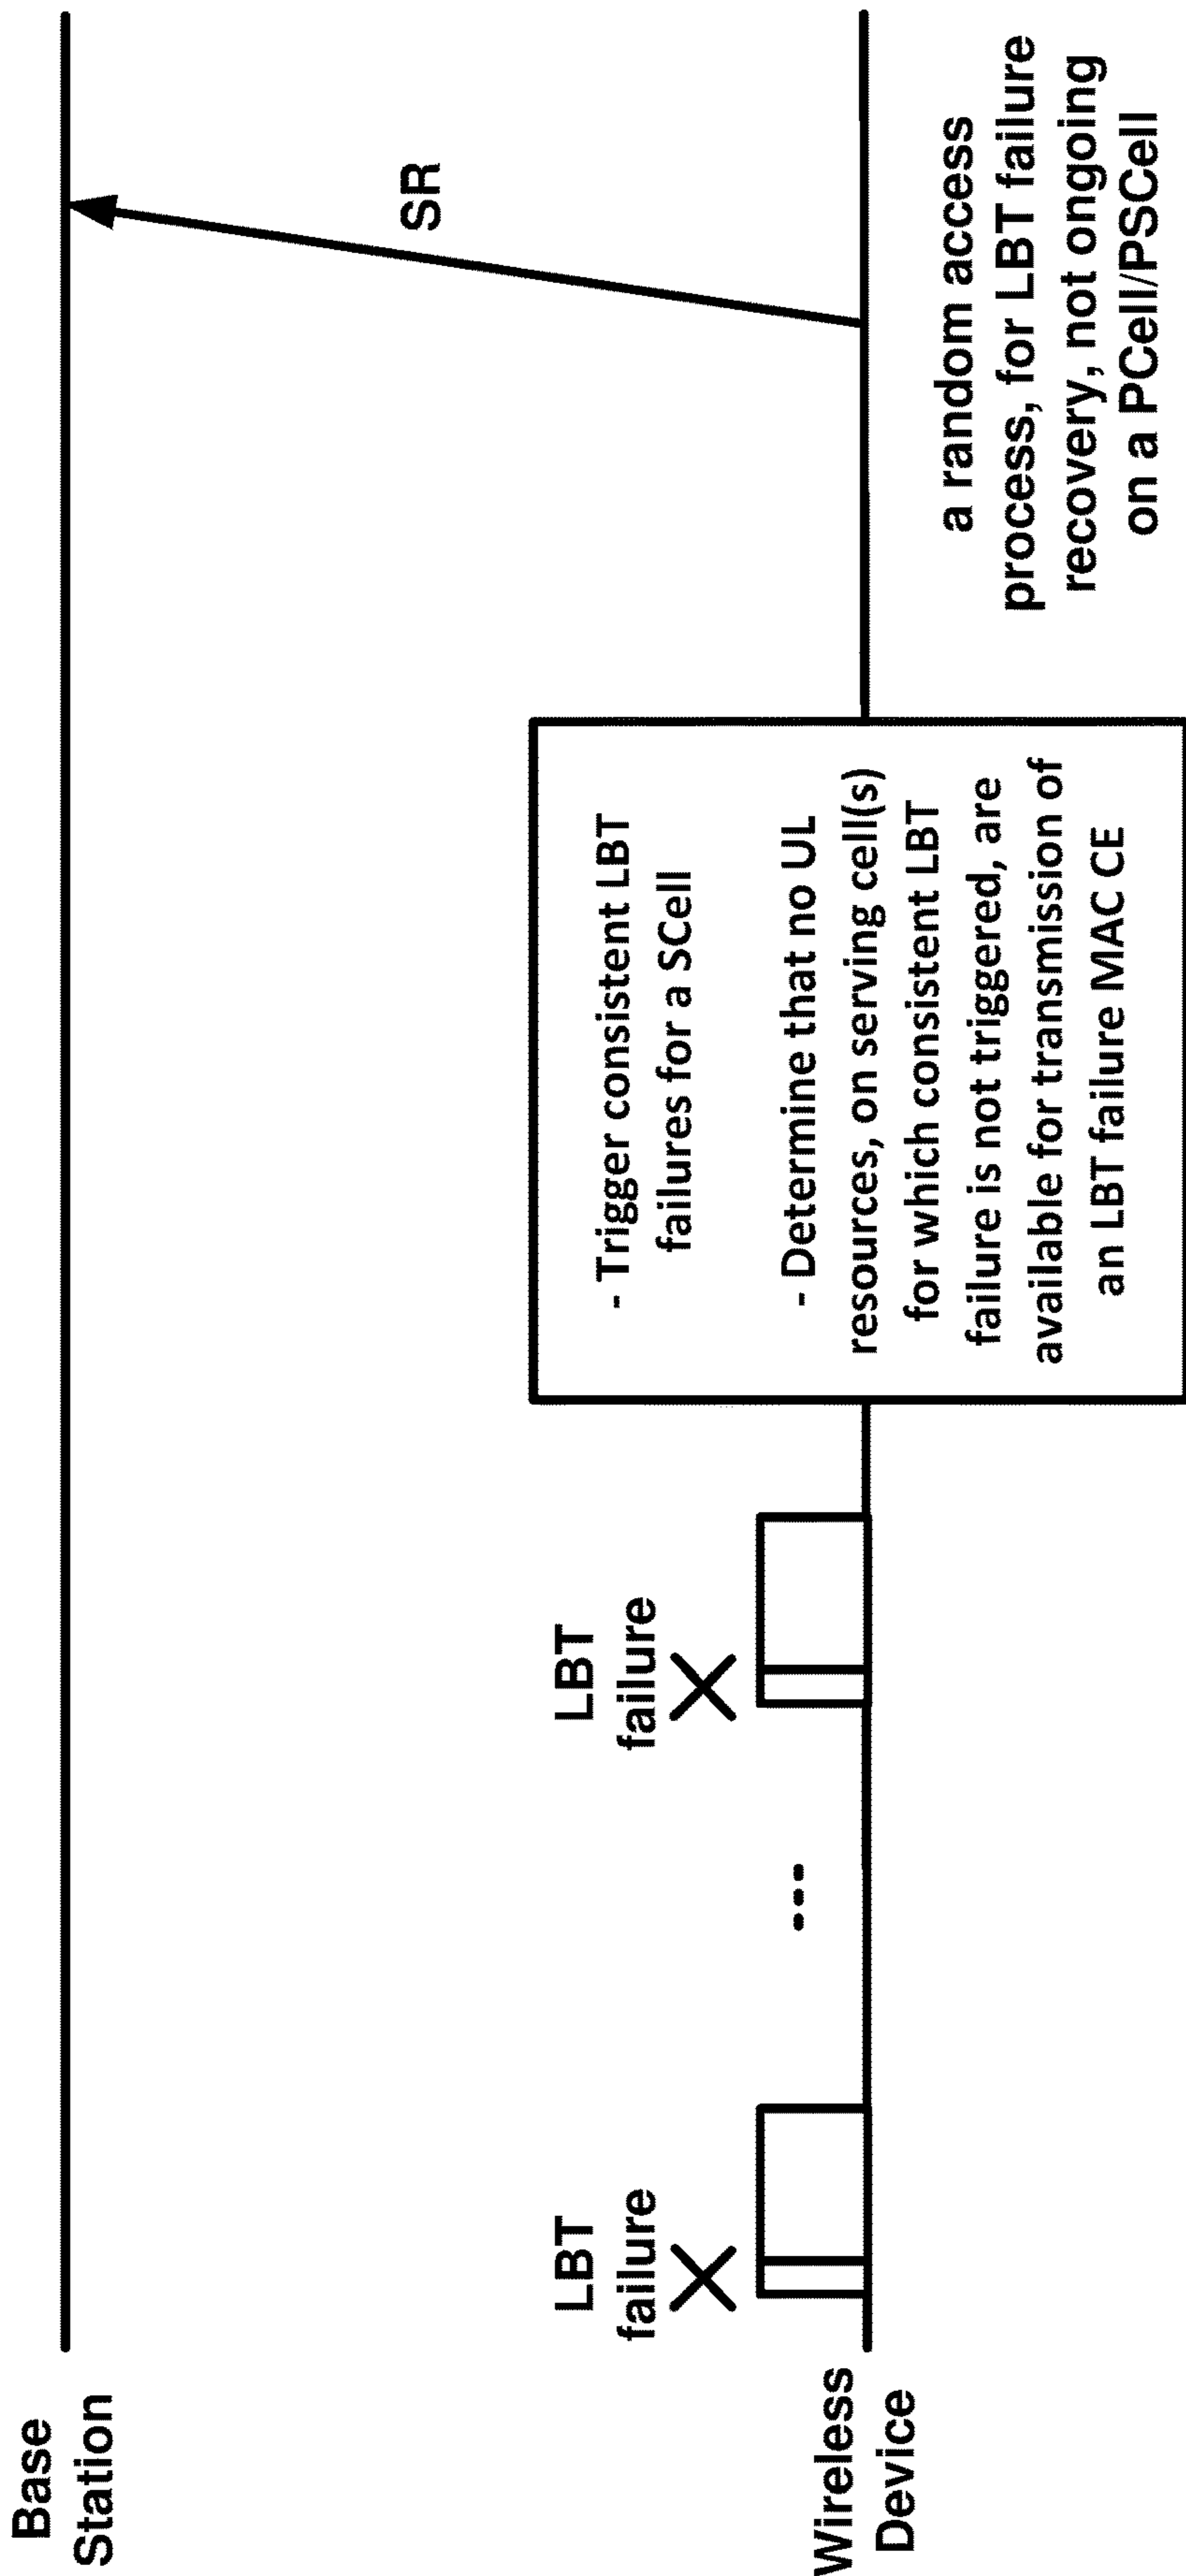 Base
Station
Wireless
Device
LBT
failure
...
LBT
failure
- Trigger consistent LBT
failures for a SCell
- Determine that no UL
resources, on serving cell(s)
for which consistent LBT
failure is not triggered, are
available for transmission of
an LBT failure MAC CE
SR
a random access
process, for LBT failure
recovery, not ongoing
on a PCell/PSCell